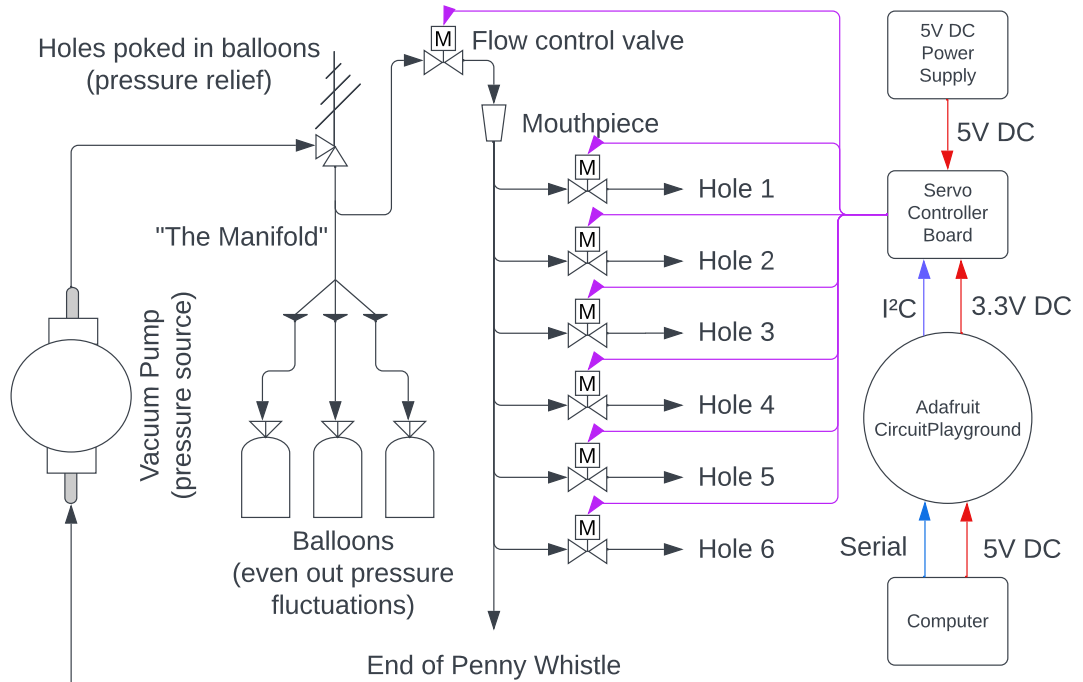 Holes poked in balloons
(pressure relief)
M
Flow control valve
5V DC
Power
Supply
Mouthpiece
5V DC
M
Hole 1
Servo
Controller
Board
"The Manifold"
M
Hole 2
I²C
3.3V DC
M
Hole 3
Vacuum Pump
(pressure source)
M
Hole 4
Adafruit
CircuitPlayground
M
Hole 5
Balloons
(even out pressure
fluctuations)
M
Hole 6
Serial
5V DC
Computer
End of Penny Whistle